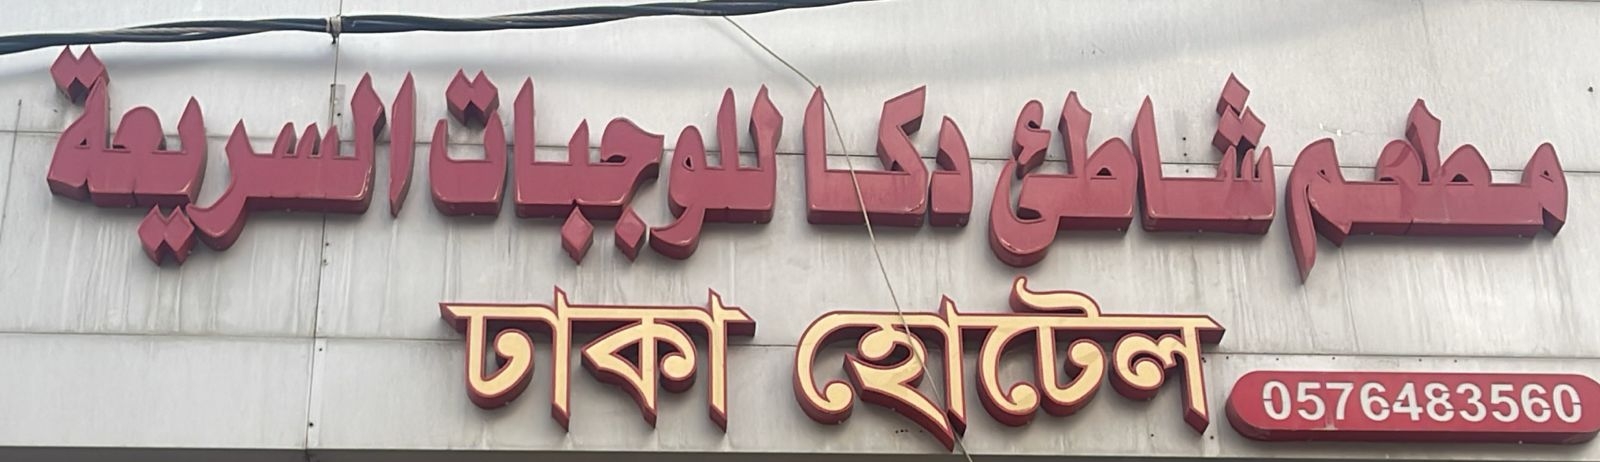 مطعم شاطئ دكا للوجبات السريعة
ঢাকা হোটেল
0576483560